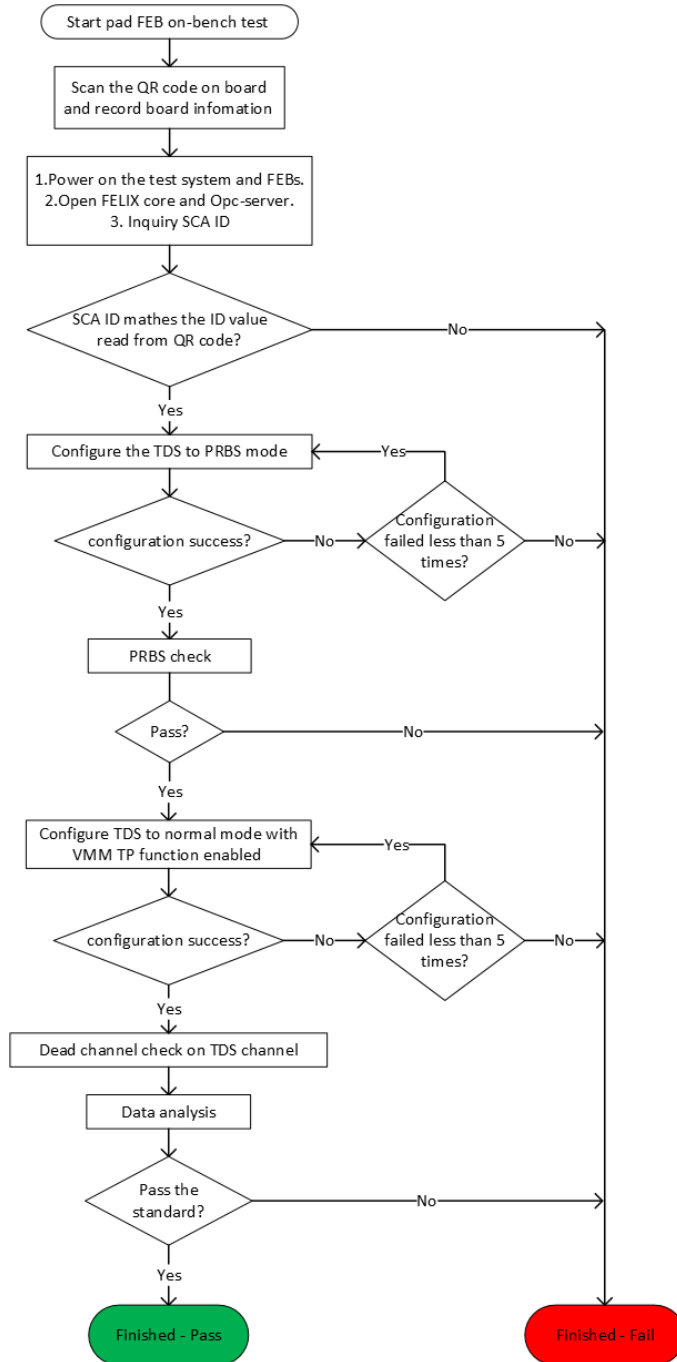 Start pad FEB on-bench test
Scan the QR code on board
and record board infomation
1.Power on the test system and FEBs.
2.Open FELIX core and Opc-server.
3. Inquiry SCA ID
SCA ID mathes the ID value
read from QR code?
No
Yes
Configure the TDS to PRBS mode
Yes
configuration success?
No
Configuration
failed less than 5
times?
No
Yes
PRBS check
Pass?
No
Yes
Configure TDS to normal mode with
VMM TP function enabled
Yes
configuration success?
No
Configuration
failed less than 5
times?
No
Yes
Dead channel check on TDS channel
Data analysis
Pass the
standard?
No
Yes
Finished - Pass
Finished - Fail